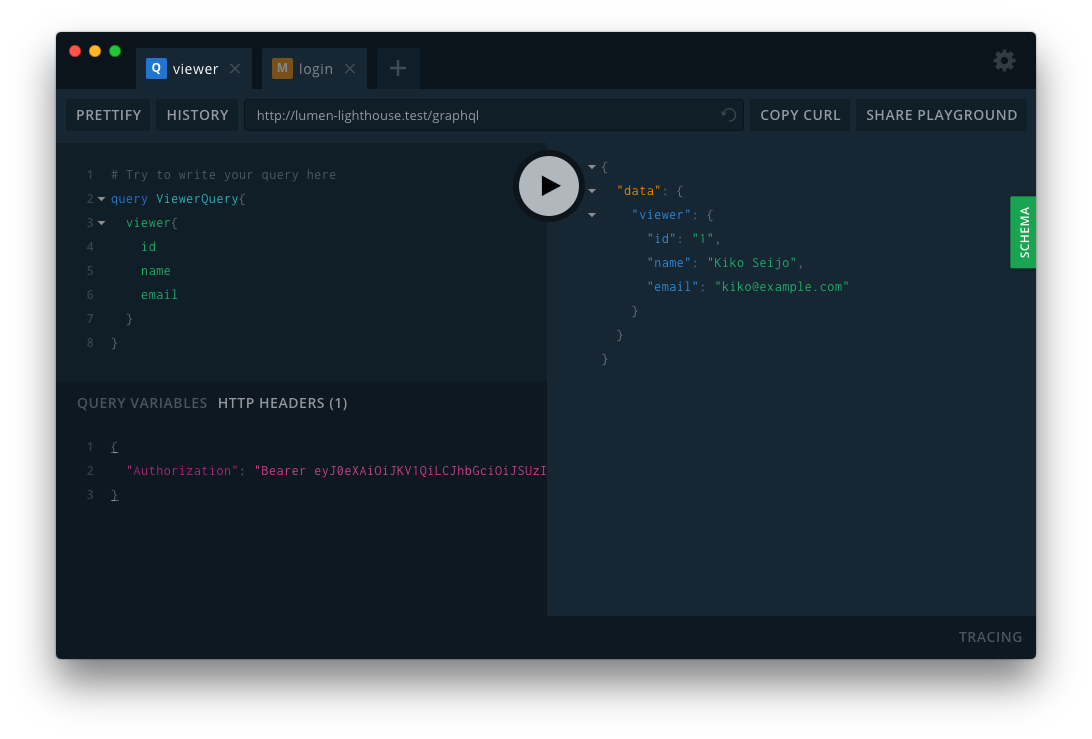 Q viewer
M login
PRETTIFY
HISTORY
http://lumen-lighthouse.test/graphql
COPY CURL
SHARE PLAYGROUND
1 # Try to write your query here
2 query ViewerQuery{
3 viewer{
4 id
5 name
6 email
7 }
8 }
QUERY VARIABLES HTTP HEADERS (1)
1 {
2 "Authorization": "Bearer eyJ0eXAiOiJKV1QiLCJhbGciOiJSUzI
3 }
{
"data": {
"viewer": {
"id": "1",
"name": "Kiko Seijo",
"email": "kiko@example.com"
}
}
}
SCHEMA
TRACING